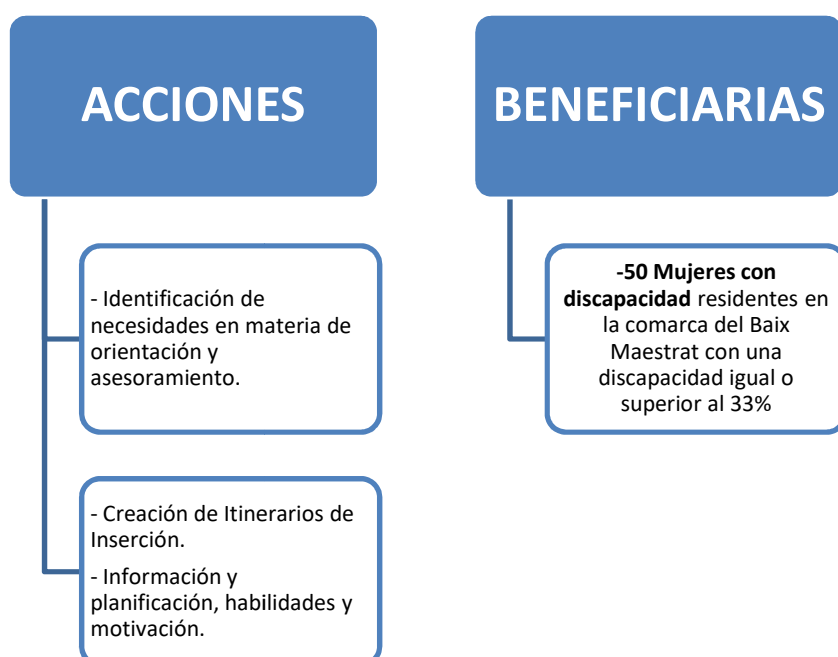 ACCIONES
- Identificación de
necesidades en materia de
orientación y
asesoramiento.
- Creación de Itinerarios de
Inserción.
- Información y
planificación, habilidades y
motivación.
BENEFICIARIAS
-50 Mujeres con
discapacidad residentes en
la comarca del Baix
Maestrat con una
discapacidad igual o
superior al 33%